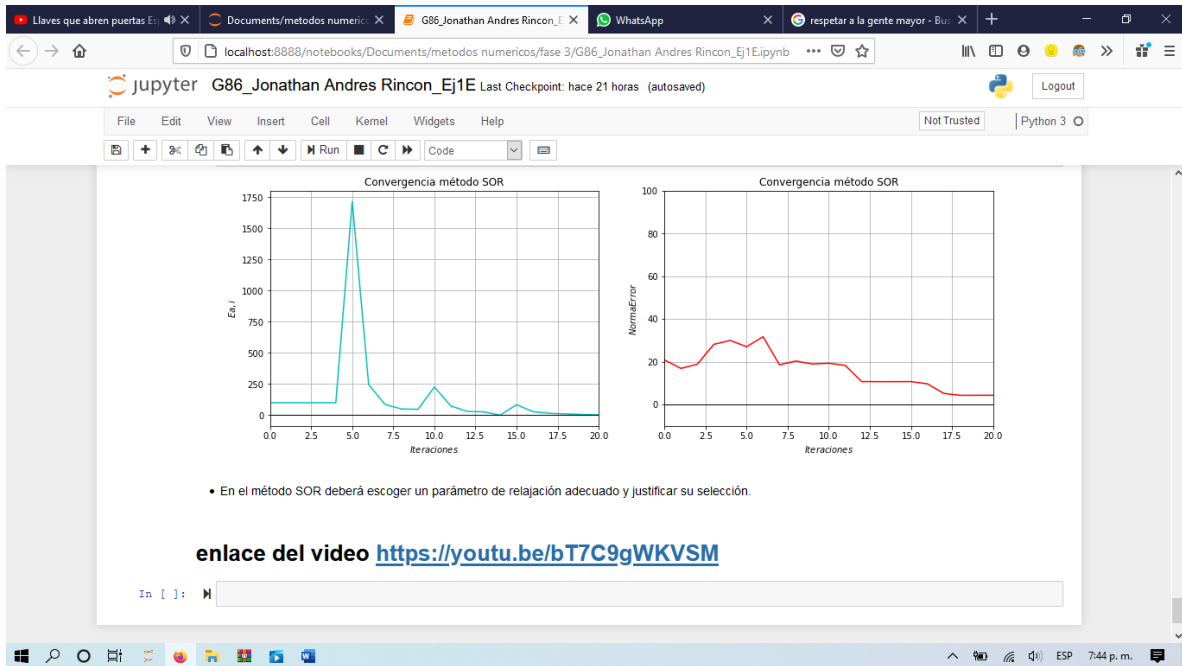 Llaves que abren puertas Es
Documents/metodos numerico
G86_Jonathan Andres Rincon_E
WhatsApp
respetar a la gente mayor - Bus
localhost:8888/notebooks/Documents/metodos numericos/fase 3/G86_Jonathan Andres Rincon_Ej1E.ipynb
jupyter G86_Jonathan Andres Rincon_Ej1E Last Checkpoint: hace 21 horas (autosaved)
Logout
File Edit View Insert Cell Kernel Widgets Help
Not Trusted
Python 3
Run
Code
Convergencia método SOR
1750
1500
1250
1000
750
500
250
0
Ea, i
0.0 2.5 5.0 7.5 10.0 12.5 15.0 17.5 20.0
Iteraciones
Convergencia método SOR
100
80
60
40
20
0
NormaError
0.0 2.5 5.0 7.5 10.0 12.5 15.0 17.5 20.0
Iteraciones
• En el método SOR deberá escoger un parámetro de relajación adecuado y justificar su selección.
enlace del video https://youtu.be/bT7C9gWKVSM
In [ ]:
ESP 7:44 p. m.